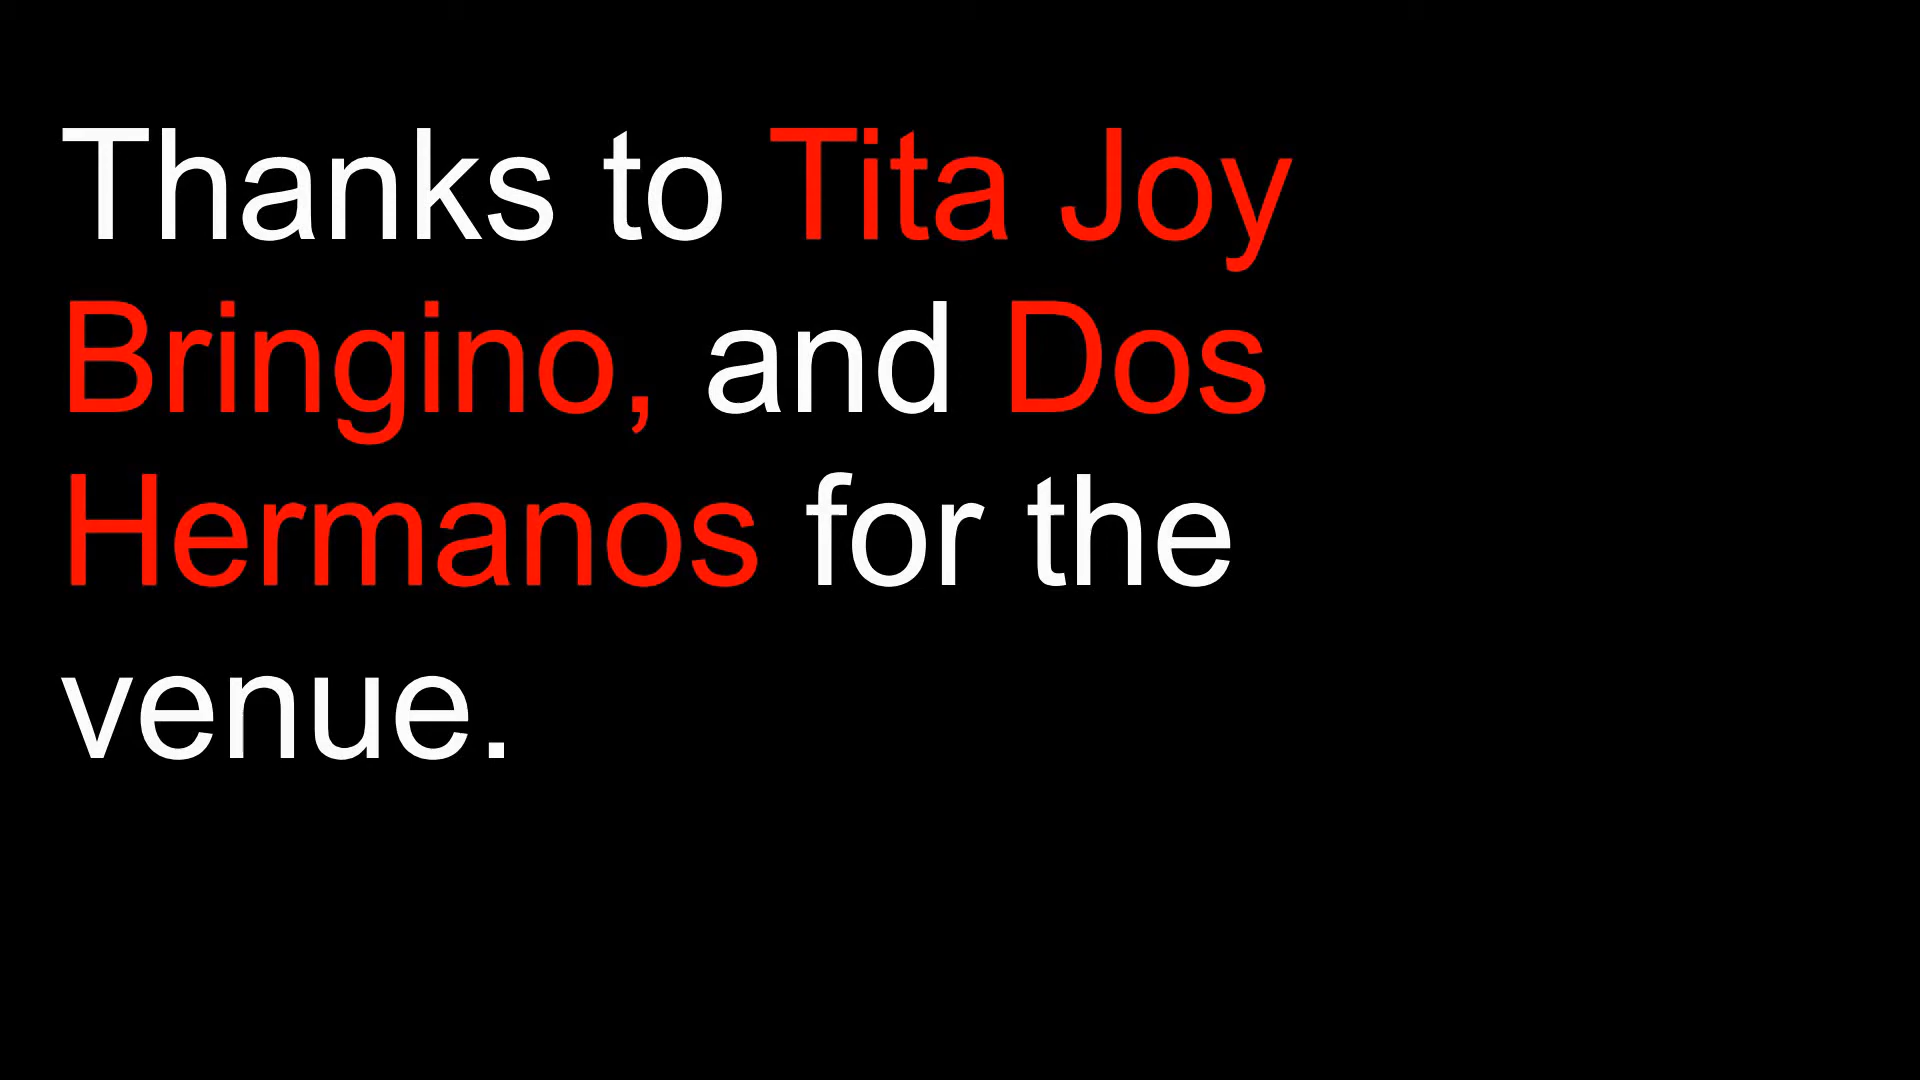 Thanks to Tita Joy
Bringino, and Dos
Hermanos for the
venue.